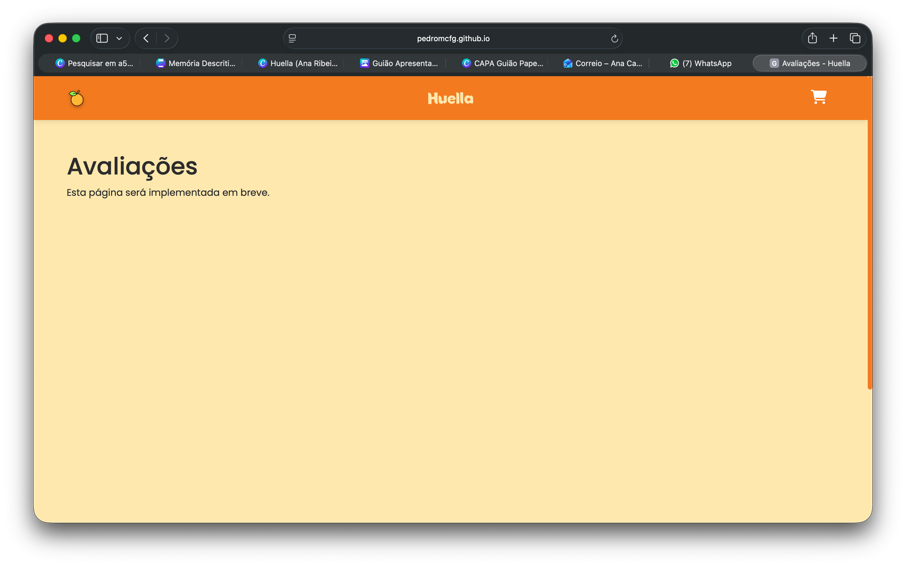 pedromcfg.github.io
Pesquisar em a5...
Memória Descriti...
Huella (Ana Ribei...
Guião Apresenta...
CAPA Guião Pape...
Correio – Ana Ca...
(7) WhatsApp
G Avaliações - Huella
Huella
Avaliações
Esta página será implementada em breve.